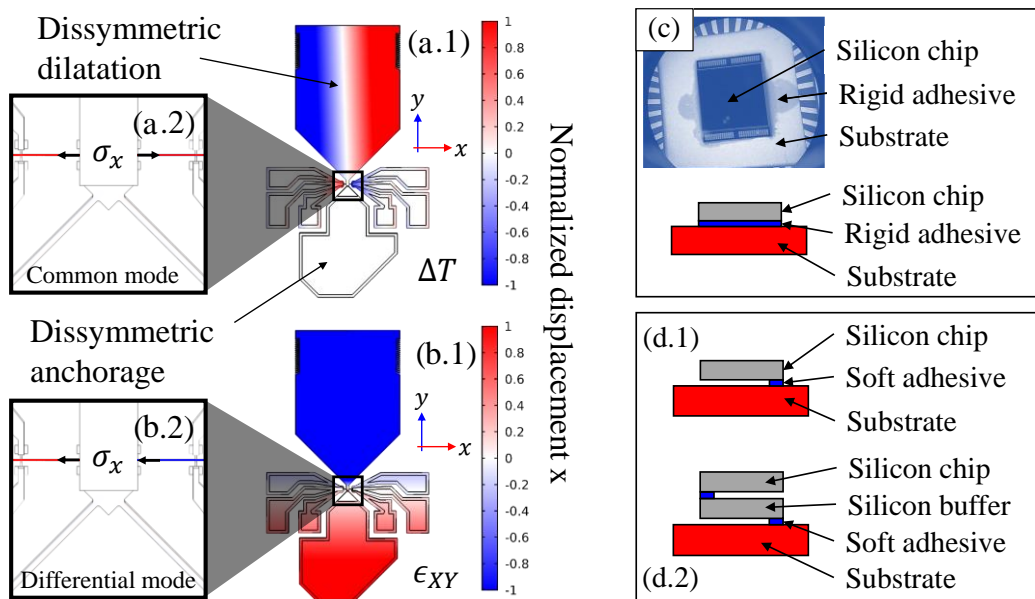 Dissymmetric
dilatation
(a.1)
(a.2)
σx
Common mode
y
x
ΔT
1
0.8
0.6
0.4
0.2
0
-0.2
-0.4
-0.6
-0.8
-1
Normalized displacement x
Dissymmetric
anchorage
(b.1)
(b.2)
σx
Differential mode
y
x
ϵXY
1
0.8
0.6
0.4
0.2
0
-0.2
-0.4
-0.6
-0.8
-1
(c)
Silicon chip
Rigid adhesive
Substrate
Silicon chip
Rigid adhesive
Substrate
(d.1)
Silicon chip
Soft adhesive
Substrate
Silicon chip
Silicon buffer
Soft adhesive
Substrate
(d.2)